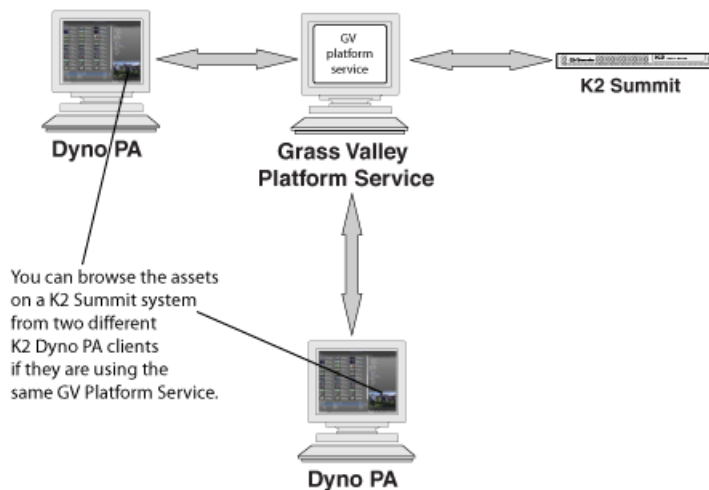 GV
platform
service
Dyno PA
Grass Valley
Platform Service
K2 Summit
You can browse the assets
on a K2 Summit system
from two different
K2 Dyno PA clients
if they are using the
same GV Platform Service.
Dyno PA